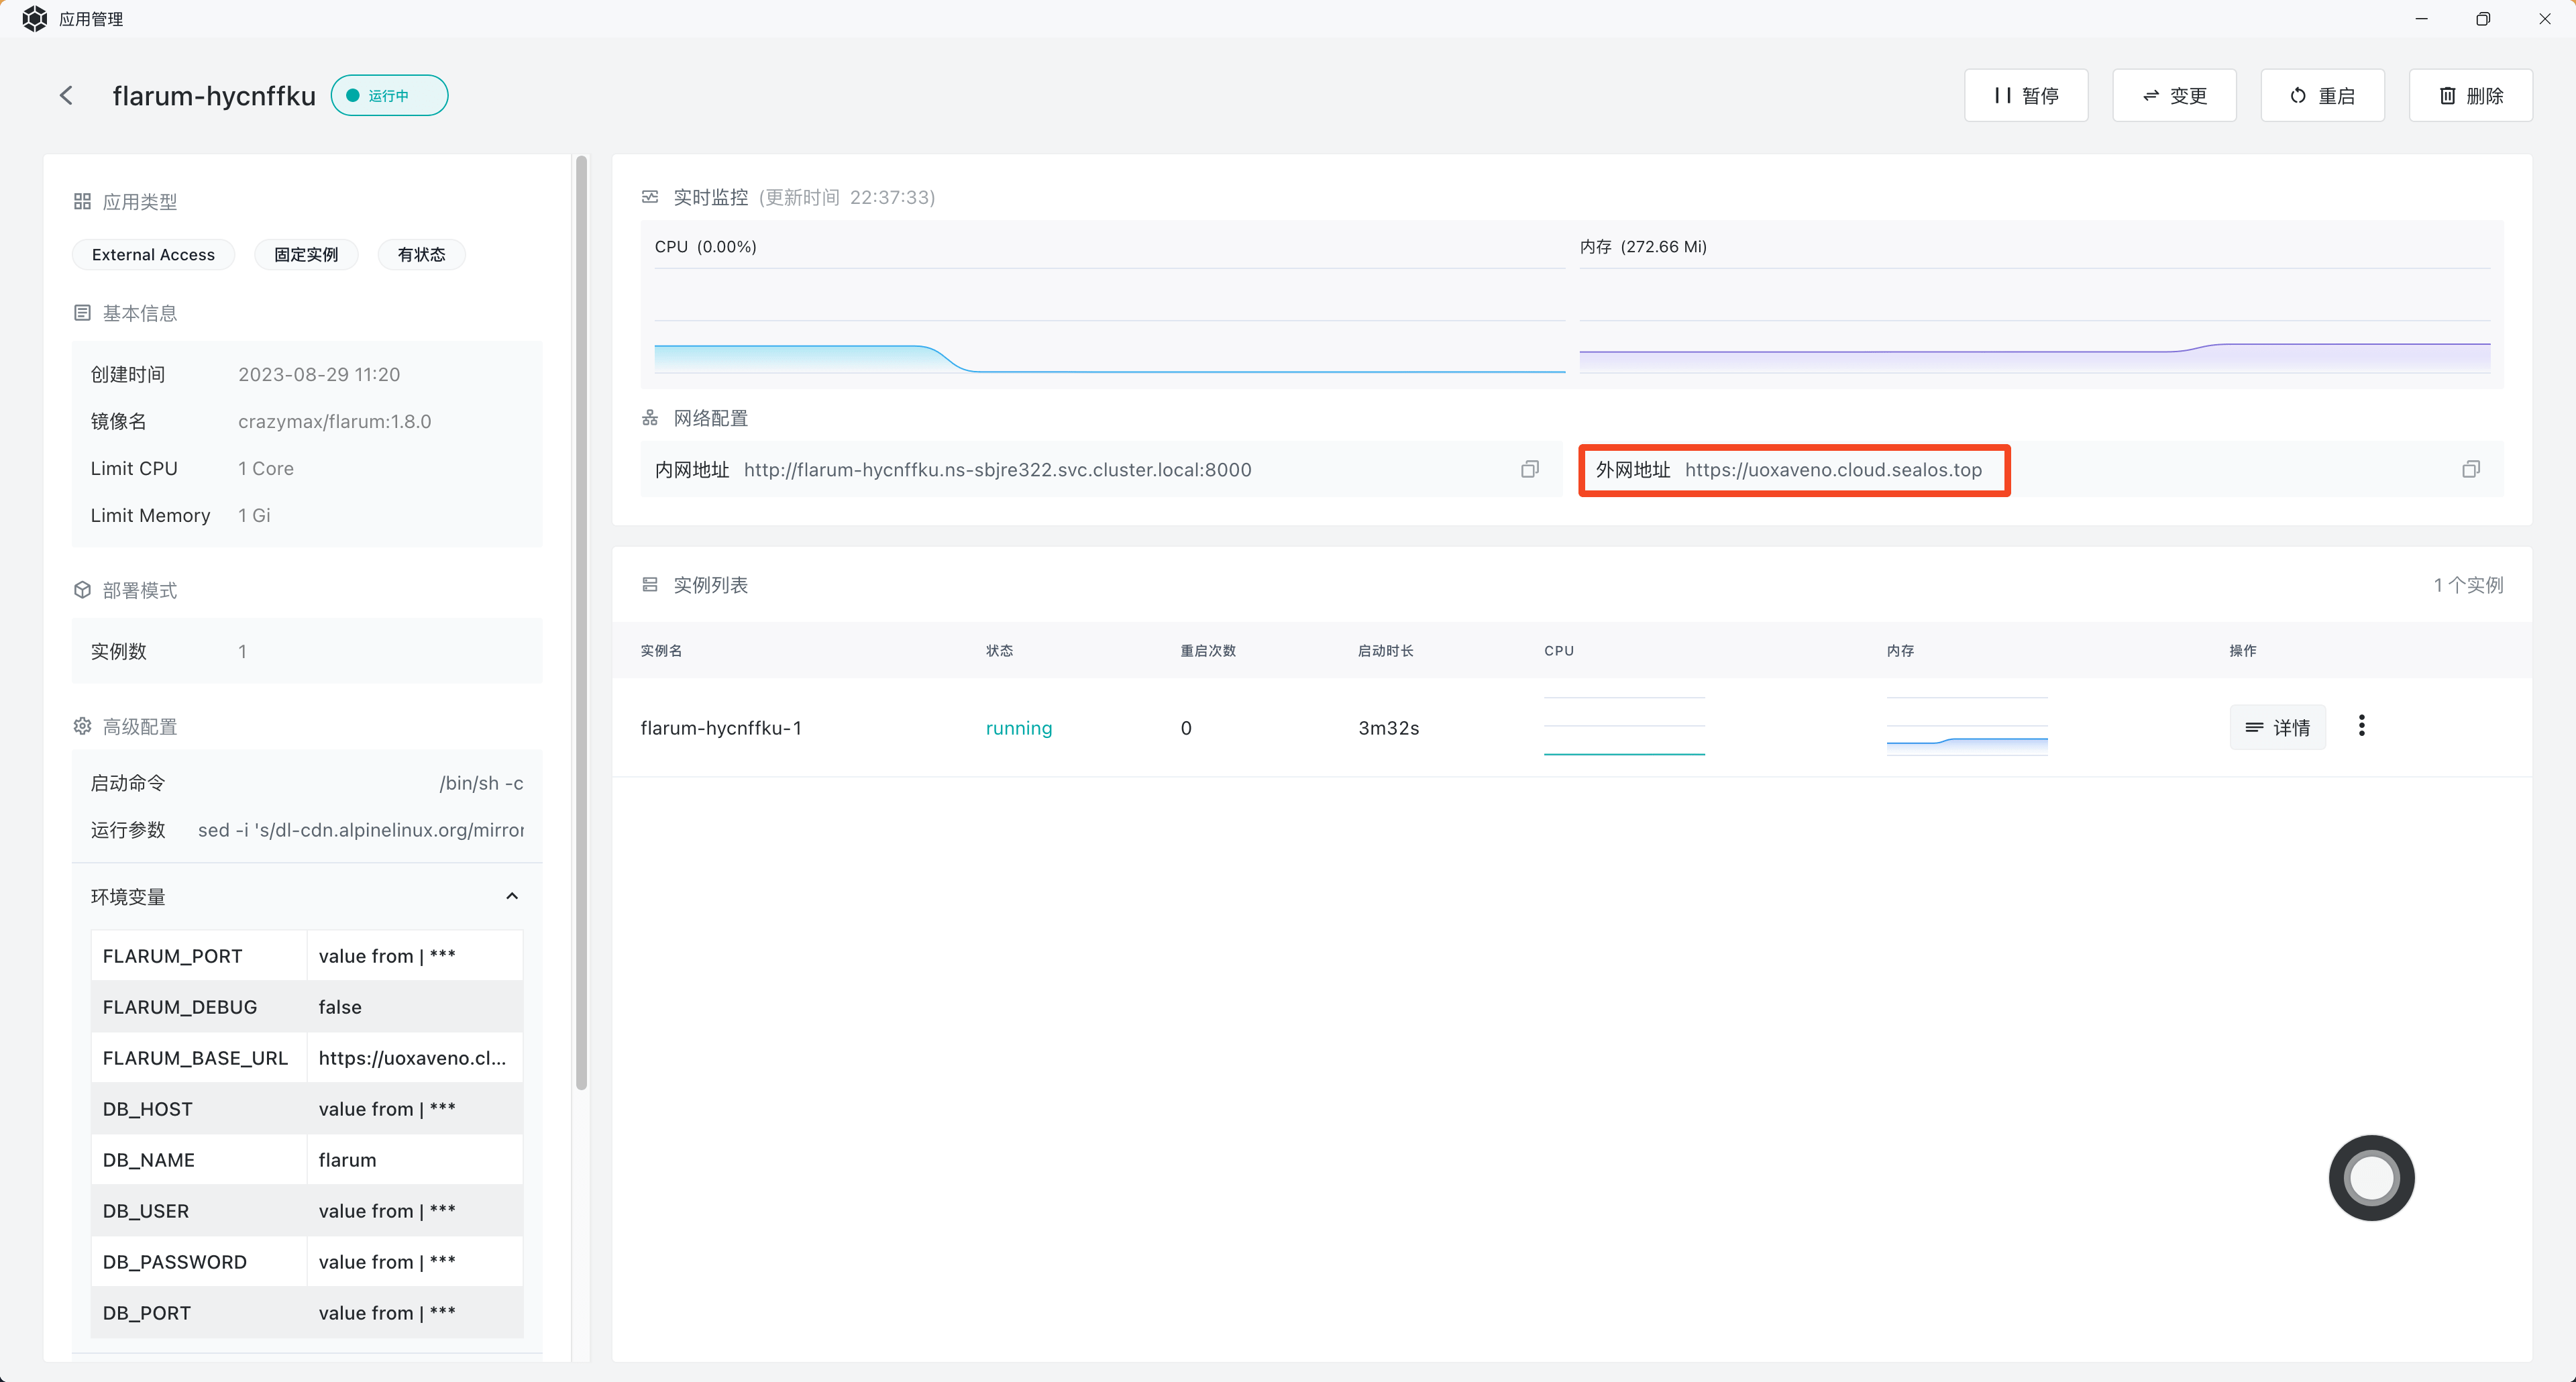 应用管理
flarum-hycnffku
运行中
暂停
变更
重启
删除
应用类型
External Access
固定实例
有状态
基本信息
创建时间 2023-08-29 11:20
镜像名 crazymax/flarum:1.8.0
Limit CPU 1 Core
Limit Memory 1 Gi
部署模式
实例数 1
高级配置
启动命令 /bin/sh -c
运行参数 sed -i 's/dl-cdn.alpinelinux.org/mirror
环境变量
FLARUM_PORT value from | ***
FLARUM_DEBUG false
FLARUM_BASE_URL https://uoxaveno.cl...
DB_HOST value from | ***
DB_NAME flarum
DB_USER value from | ***
DB_PASSWORD value from | ***
DB_PORT value from | ***
实时监控 (更新时间 22:37:33)
CPU (0.00%)
内存 (272.66 Mi)
网络配置
内网地址 http://flarum-hycnffku.ns-sbjre322.svc.cluster.local:8000
外网地址 https://uoxaveno.cloud.sealos.top
实例列表
1 个实例
实例名 状态 重启次数 启动时长 CPU 内存 操作
flarum-hycnffku-1 running 0 3m32s 详情